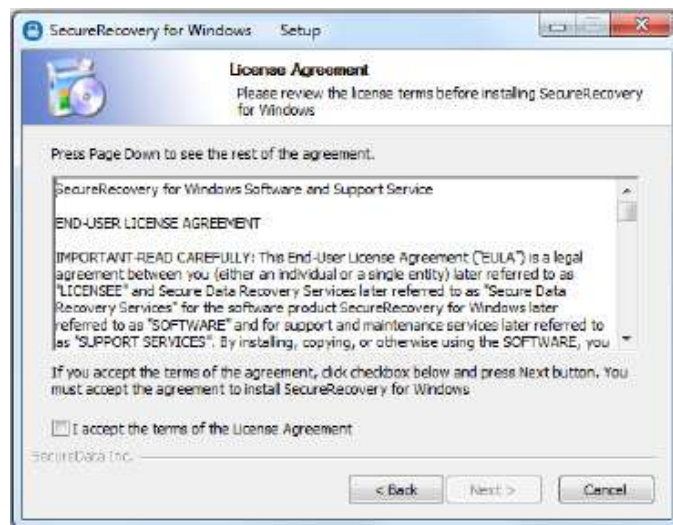 SecureRecovery for Windows Setup
License Agreement
Please review the license terms before installing SecureRecovery
for Windows
Press Page Down to see the rest of the agreement.
SecureRecovery for Windows Software and Support Service
END-USER LICENSE AGREEMENT
IMPORTANT-READ CAREFULLY: This End-User License Agreement ("EULA") is a legal
agreement between you (either an individual or a single entity) later referred to as
"LICENSEE" and Secure Data Recovery Services later referred to as "Secure Data
Recovery Services" for the software product SecureRecovery for Windows later
referred to as "SOFTWARE" and for support and maintenance services later referred to
as "SUPPORT SERVICES". By installing, copying, or otherwise using the SOFTWARE, you
If you accept the terms of the agreement, click checkbox below and press Next button. You
must accept the agreement to install SecureRecovery for Windows
I accept the terms of the License Agreement
SecureData Inc.
< Back Next > Cancel